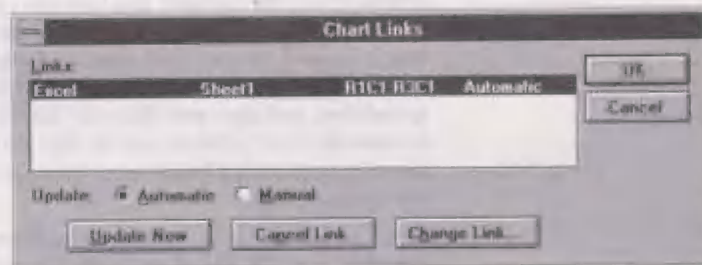 Chart Links
Links:
OK
Excel Sheet1 R1C1 R3C1 Automatic
Cancel
Update: Automatic Manual
Update Now Cancel Link Change Link...